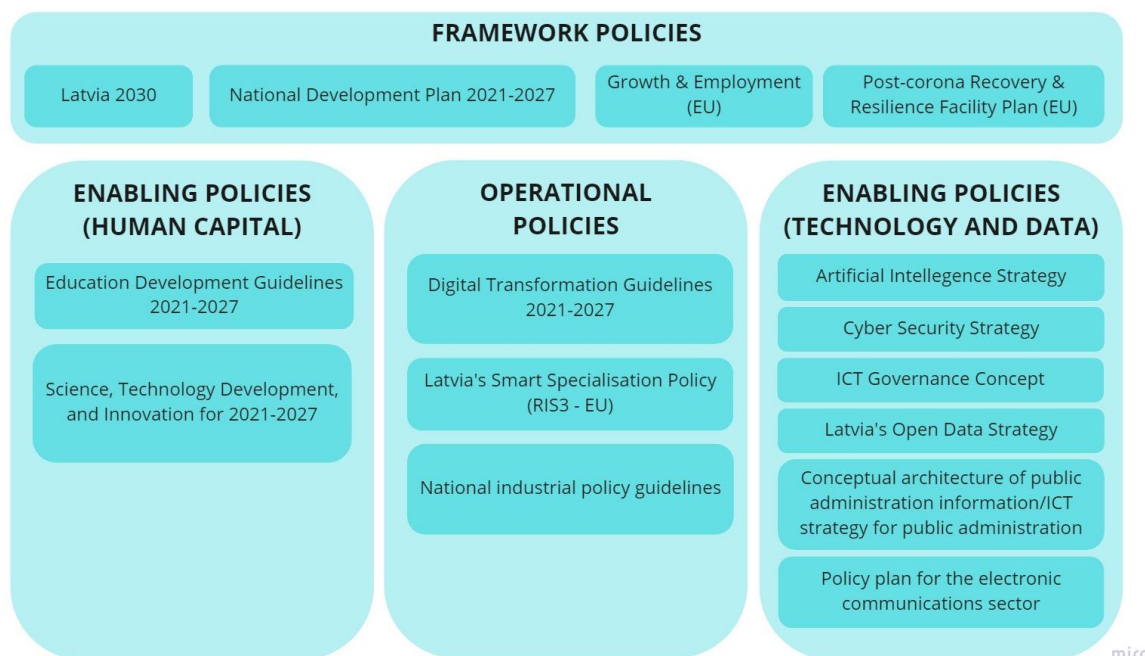 FRAMEWORK POLICIES
Latvia 2030
National Development Plan 2021-2027
Growth & Employment
(EU)
Post-corona Recovery &
Resilience Facility Plan (EU)
ENABLING POLICIES
(HUMAN CAPITAL)
Education Development Guidelines
2021-2027
Science, Technology Development,
and Innovation for 2021-2027
OPERATIONAL
POLICIES
Digital Transformation Guidelines
2021-2027
Latvia's Smart Specialisation Policy
(RIS3 - EU)
National industrial policy guidelines
ENABLING POLICIES
(TECHNOLOGY AND DATA)
Artificial Intellegence Strategy
Cyber Security Strategy
ICT Governance Concept
Latvia's Open Data Strategy
Conceptual architecture of public
administration information/ICT
strategy for public administration
Policy plan for the electronic
communications sector